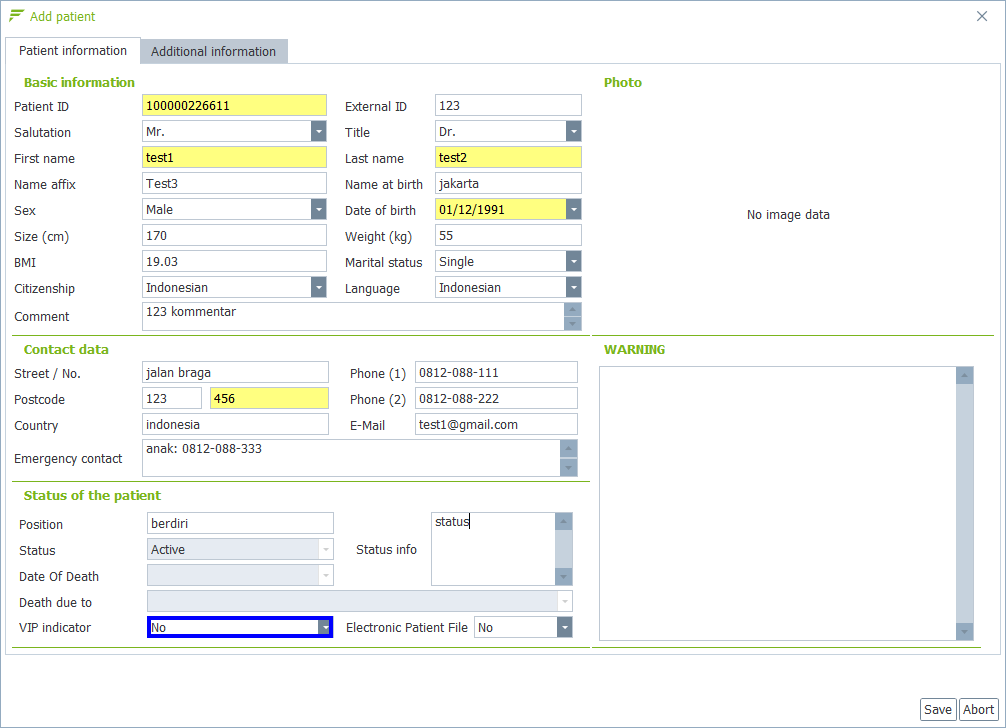 Add patient
Patient information Additional information
Basic information
Patient ID 100000226611 External ID 123
Salutation Mr. Title Dr.
First name test1 Last name test2
Name affix Test3 Name at birth jakarta
Sex Male Date of birth 01/12/1991
Size (cm) 170 Weight (kg) 55
BMI 19.03 Marital status Single
Citizenship Indonesian Language Indonesian
Comment 123 kommentar
Photo
No image data
Contact data
Street / No. jalan braga Phone (1) 0812-088-111
Postcode 123 456 Phone (2) 0812-088-222
Country indonesia E-Mail test1@gmail.com
Emergency contact anak: 0812-088-333
WARNING
Status of the patient
Position berdiri
Status Active Status info status
Date Of Death
Death due to
VIP indicator No Electronic Patient File No
Save Abort